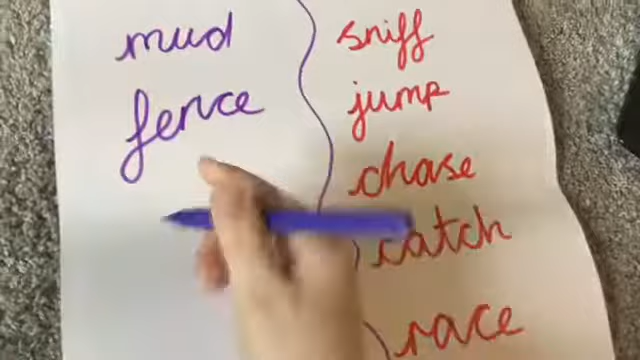 mud
fence
sniff
jump
chase
catch
race